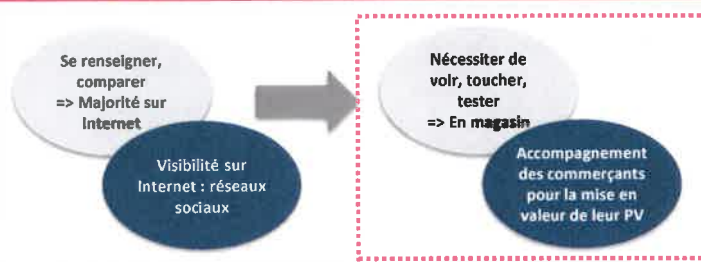 Se renseigner,
comparer
=> Majorité sur
Internet
Visibilité sur
Internet : réseaux
sociaux
Nécessiter de
voir, toucher,
tester
=> En magasin
Accompagnement
des commerçants
pour la mise en
valeur de leur PV